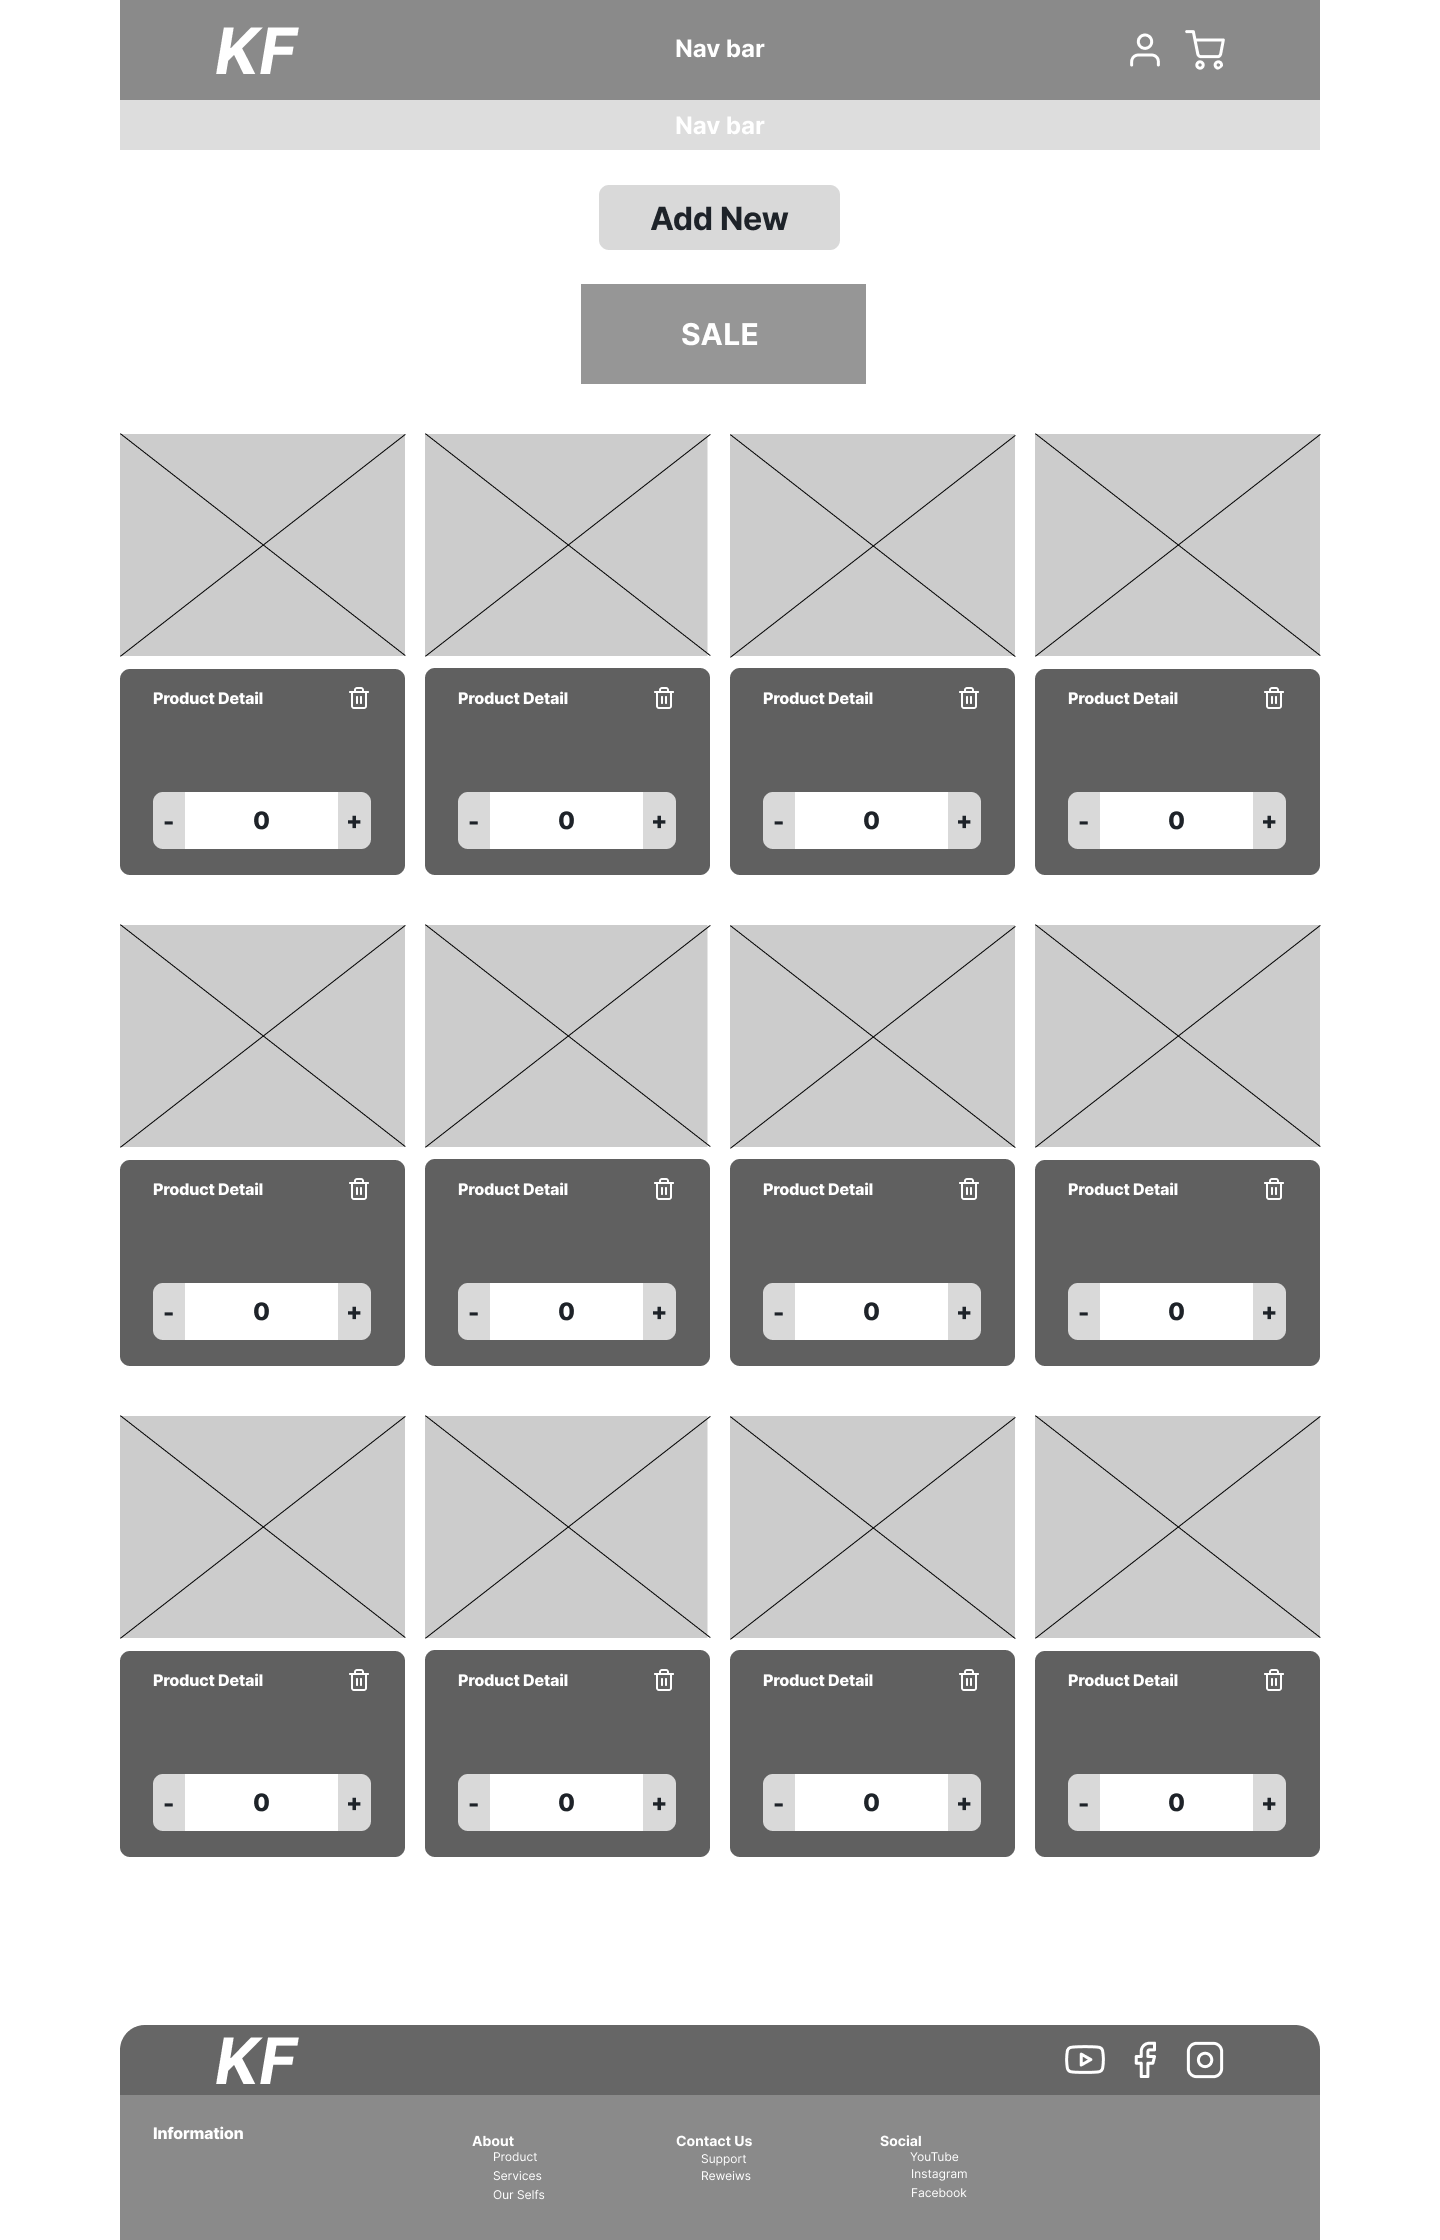 KF
Nav bar
Nav bar
Add New
SALE
Product Detail
Product Detail
Product Detail
Product Detail
- 0 +
- 0 +
- 0 +
- 0 +
Product Detail
Product Detail
Product Detail
Product Detail
- 0 +
- 0 +
- 0 +
- 0 +
Product Detail
Product Detail
Product Detail
Product Detail
- 0 +
- 0 +
- 0 +
- 0 +
KF
Information
About
Product
Services
Our Selfs
Contact Us
Support
Reweiws
Social
YouTube
Instagram
Facebook